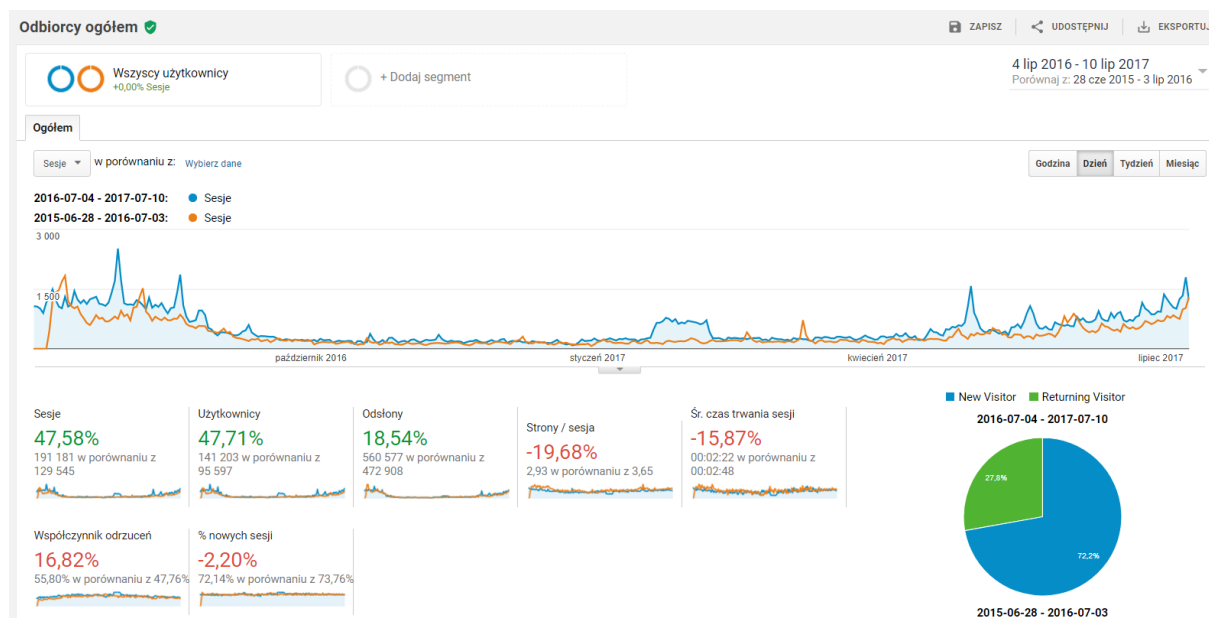 Odbiorcy ogółem
ZAPISZ
UDOSTĘPNIJ
EKSPORTUJ
Wszyscy użytkownicy
+0,00% Sesje
+ Dodaj segment
4 lip 2016 - 10 lip 2017
Porównaj z: 28 cze 2015 - 3 lip 2016
Ogółem
Sesje w porównaniu z: Wybierz dane
Godzina Dzień Tydzień Miesiąc
2016-07-04 - 2017-07-10: Sesje
2015-06-28 - 2016-07-03: Sesje
3 000
1 500
październik 2016 styczeń 2017 kwiecień 2017 lipiec 2017
Sesje
47,58%
191 181 w porównaniu z
129 545
Użytkownicy
47,71%
141 203 w porównaniu z
95 597
Odsłony
18,54%
560 577 w porównaniu z
472 908
Strony / sesja
-19,68%
2,93 w porównaniu z 3,65
Śr. czas trwania sesji
-15,87%
00:02:22 w porównaniu z
00:02:48
Współczynnik odrzuceń
16,82%
55,80% w porównaniu z 47,76%
% nowych sesji
-2,20%
72,14% w porównaniu z 73,76%
New Visitor Returning Visitor
2016-07-04 - 2017-07-10
27,8%
72,2%
2015-06-28 - 2016-07-03